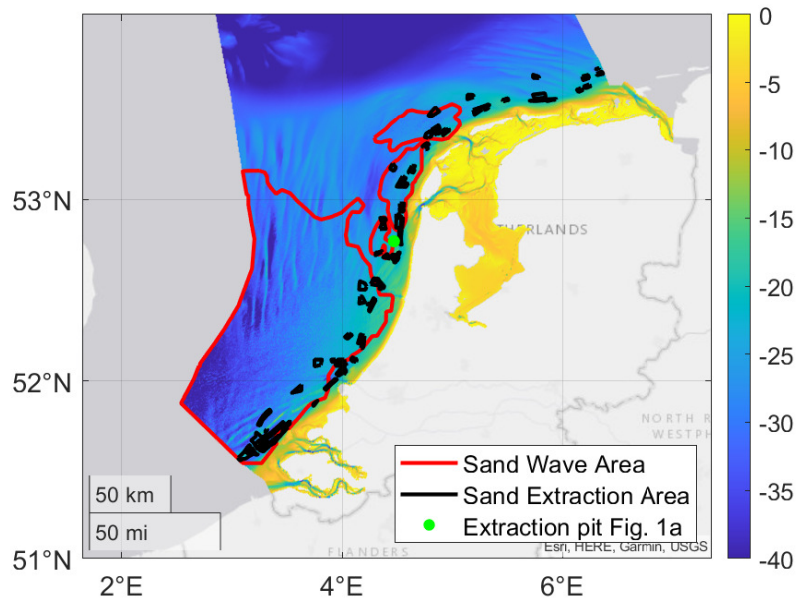 0
-5
-10
-15
-20
-25
-30
-35
-40
53°N
52°N
51°N
2°E
4°E
6°E
THERLANDS
NORTH R
WESTPH
FLANDERS
50 km
50 mi
Sand Wave Area
Sand Extraction Area
Extraction pit Fig. 1a
Esri, HERE, Garmin, USGS